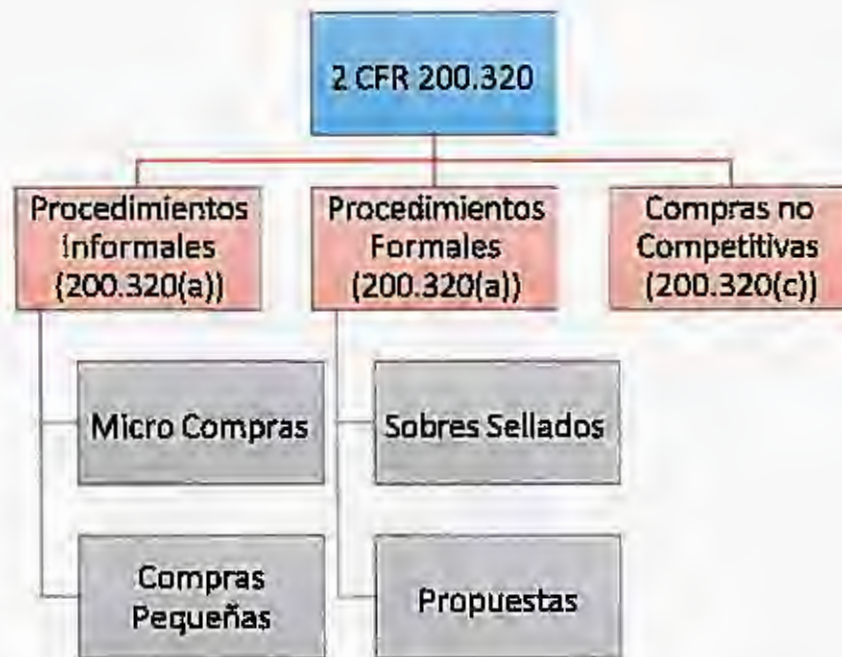 2 CFR 200.320
Procedimientos
Informales
(200.320(a))
Procedimientos
Formales
(200.320(a))
Compras no
Competitivas
(200.320(c))
Micro Compras
Sobres Sellados
Compras
Pequeñas
Propuestas